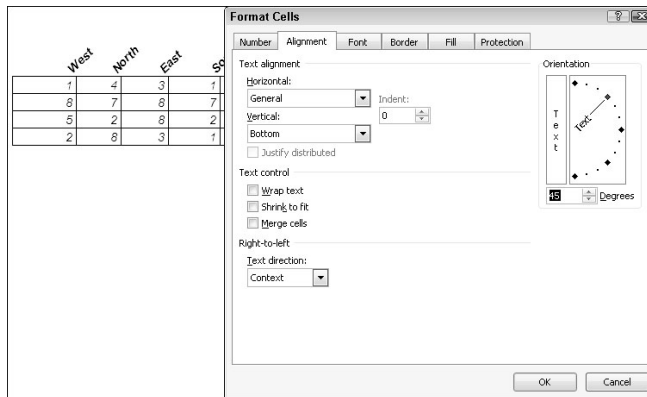 Format Cells
Number Alignment Font Border Fill Protection
West North East So
1 4 3 1
8 7 8 7
5 2 8 2
2 8 3 1
Text alignment
Horizontal:
General
Indent:
0
Vertical:
Bottom
Justify distributed
Text control
Wrap text
Shrink to fit
Merge cells
Right-to-left
Text direction:
Context
Orientation
Text
Text
45 Degrees
OK Cancel